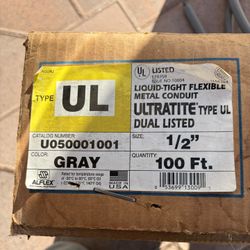 UL LISTED
LIQUID-TIGHT FLEXIBLE
METAL CONDUIT
TYPE UL
ULTRATITE® TYPE UL
DUAL LISTED
CATALOG NUMBER:
U050001001
SIZE:
1/2"
COLOR:
GRAY
QUANTITY:
100 Ft.
ALFLEX
MADE IN
USA